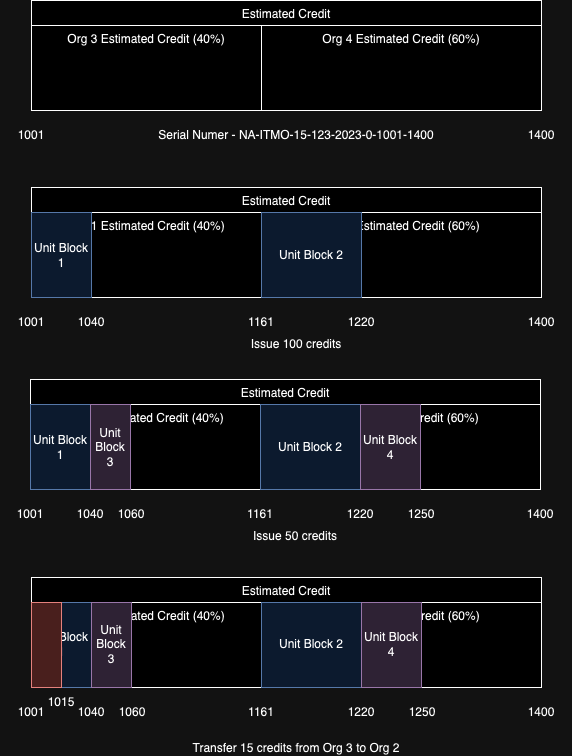 Estimated Credit
Org 3 Estimated Credit (40%)
Org 4 Estimated Credit (60%)
1001
Serial Numer - NA-ITMO-15-123-2023-0-1001-1400
1400
Estimated Credit
Unit Block
1
1 Estimated Credit (40%)
Unit Block 2
Estimated Credit (60%)
1001
1040
1161
1220
1400
Issue 100 credits
Estimated Credit
Unit Block
1
Unit
Block
3
ated Credit (40%)
Unit Block 2
Unit Block
4
redit (60%)
1001
1040
1060
1161
1220
1250
1400
Issue 50 credits
Estimated Credit
Block
Unit
Block
3
ated Credit (40%)
Unit Block 2
Unit Block
4
redit (60%)
1001
1015
1040
1060
1161
1220
1250
1400
Transfer 15 credits from Org 3 to Org 2